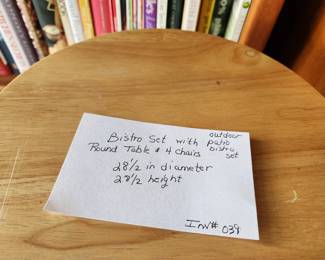 Bistro Set with
Round Table & 4 chairs
outdoor
patio
bistro
set
28 1/2 in diameter
28 1/2 height
Inv# 039